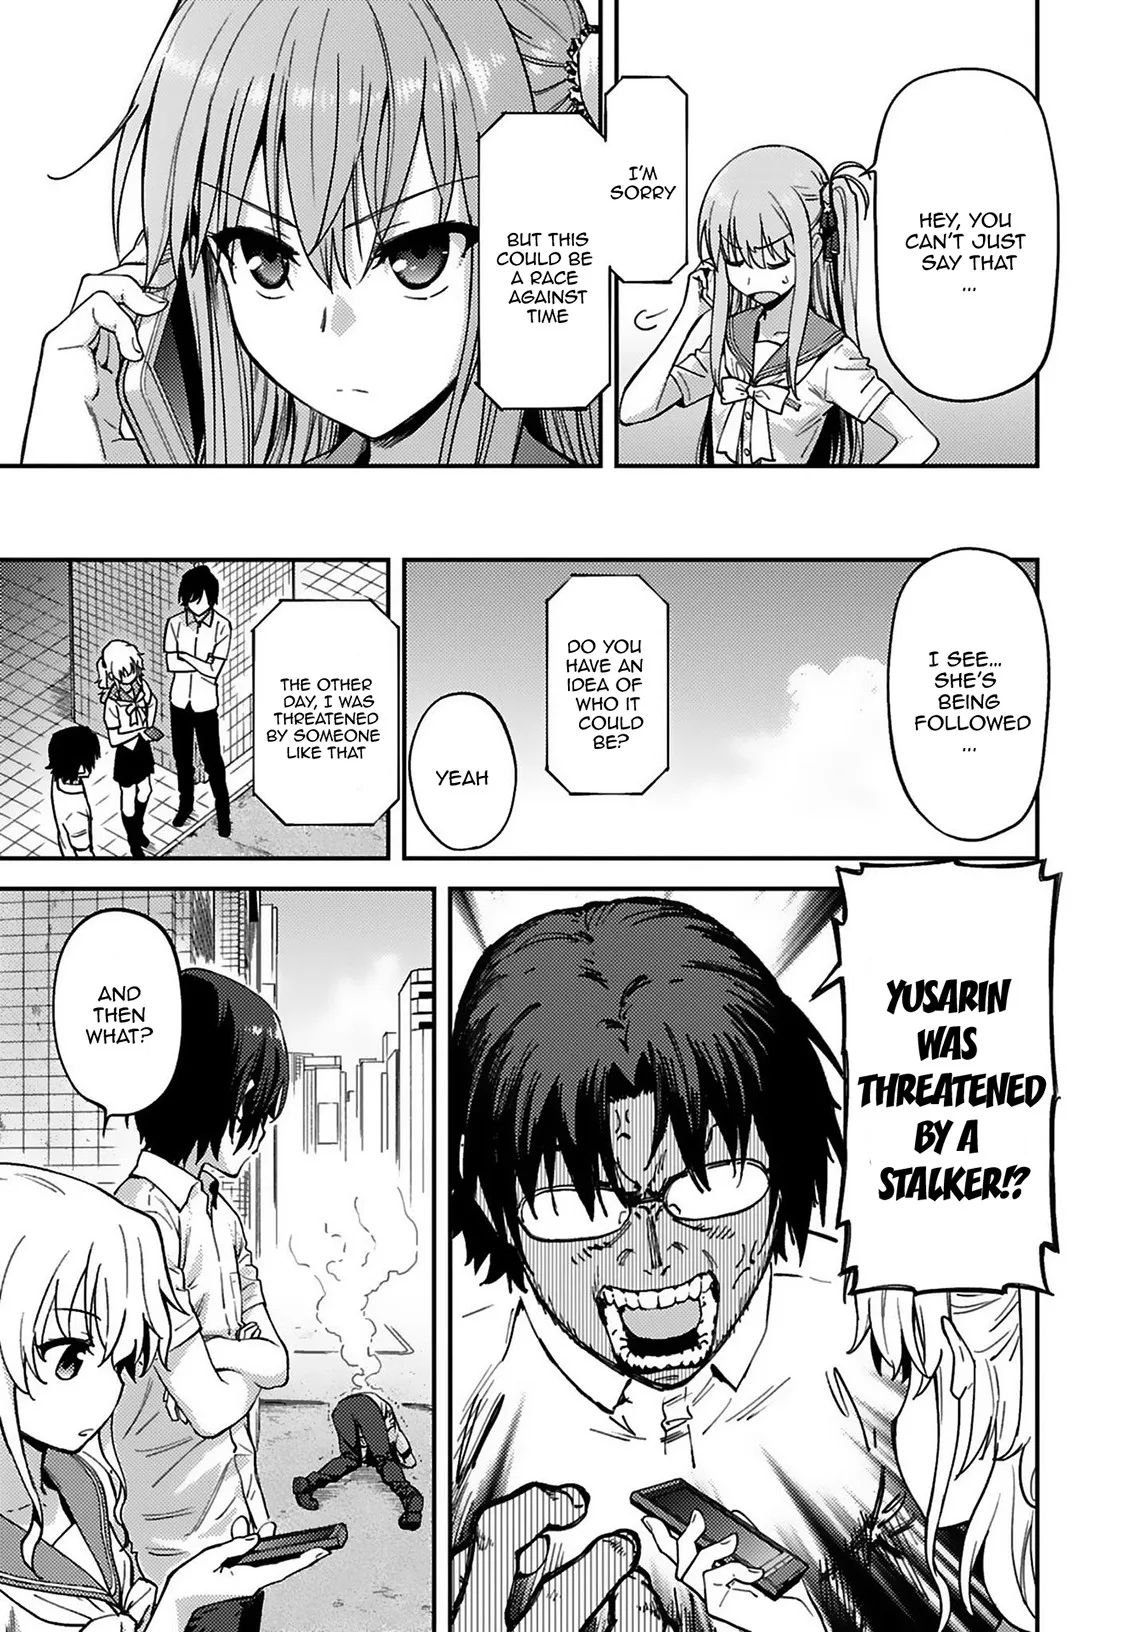 HEY, YOU
CAN'T JUST
SAY THAT
...
I'M
SORRY
BUT THIS
COULD BE
A RACE
AGAINST
TIME
I SEE...
SHE'S
BEING
FOLLOWED
...
DO YOU
HAVE AN
IDEA OF
WHO IT
COULD
BE?
YEAH
THE OTHER
DAY, I WAS
THREATENED
BY SOMEONE
LIKE THAT
YUSARIN
WAS
THREATENED
BY A
STALKER!?
AND
THEN
WHAT?